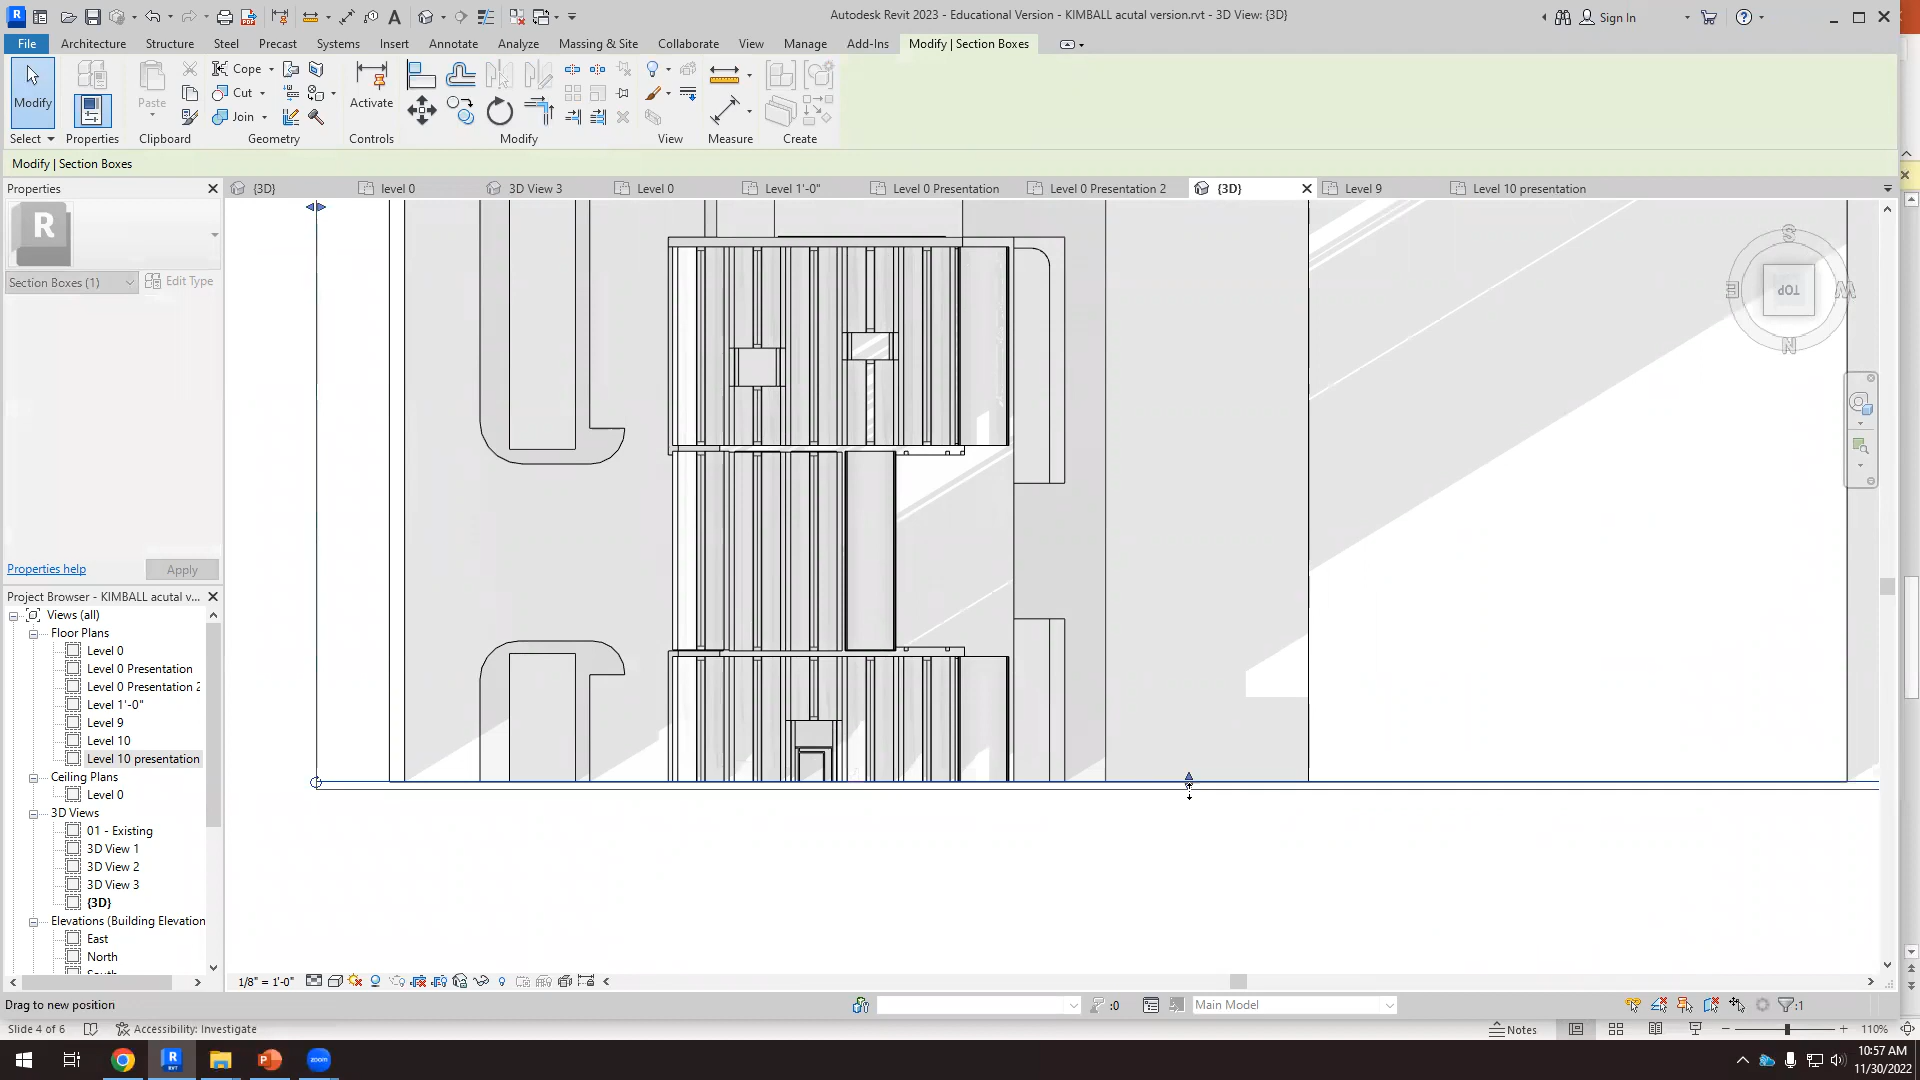 Autodesk Revit 2023 - Educational Version - KIMBALL acutal version.rvt - 3D View: {3D}
Sign In
File Architecture Structure Steel Precast Systems Insert Annotate Analyze Massing & Site Collaborate View Manage Add-Ins Modify | Section Boxes
Modify
Paste
Cope
Cut
Join
Activate
Select Properties Clipboard Geometry Controls Modify View Measure Create
Modify | Section Boxes
Properties
{3D} level 0 3D View 3 Level 0 Level 1'-0" Level 0 Presentation Level 0 Presentation 2 {3D} Level 9 Level 10 presentation
R
Section Boxes (1) Edit Type
S
E
TOP
W
N
Properties help Apply
Project Browser - KIMBALL acutal v...
Views (all)
Floor Plans
Level 0
Level 0 Presentation
Level 0 Presentation 2
Level 1'-0"
Level 9
Level 10
Level 10 presentation
Ceiling Plans
Level 0
3D Views
01 - Existing
3D View 1
3D View 2
3D View 3
{3D}
Elevations (Building Elevation
East
North
1/8" = 1'-0"
Drag to new position
:0
Main Model
:1
Slide 4 of 6 Accessibility: Investigate
Notes
110%
10:57 AM
11/30/2022